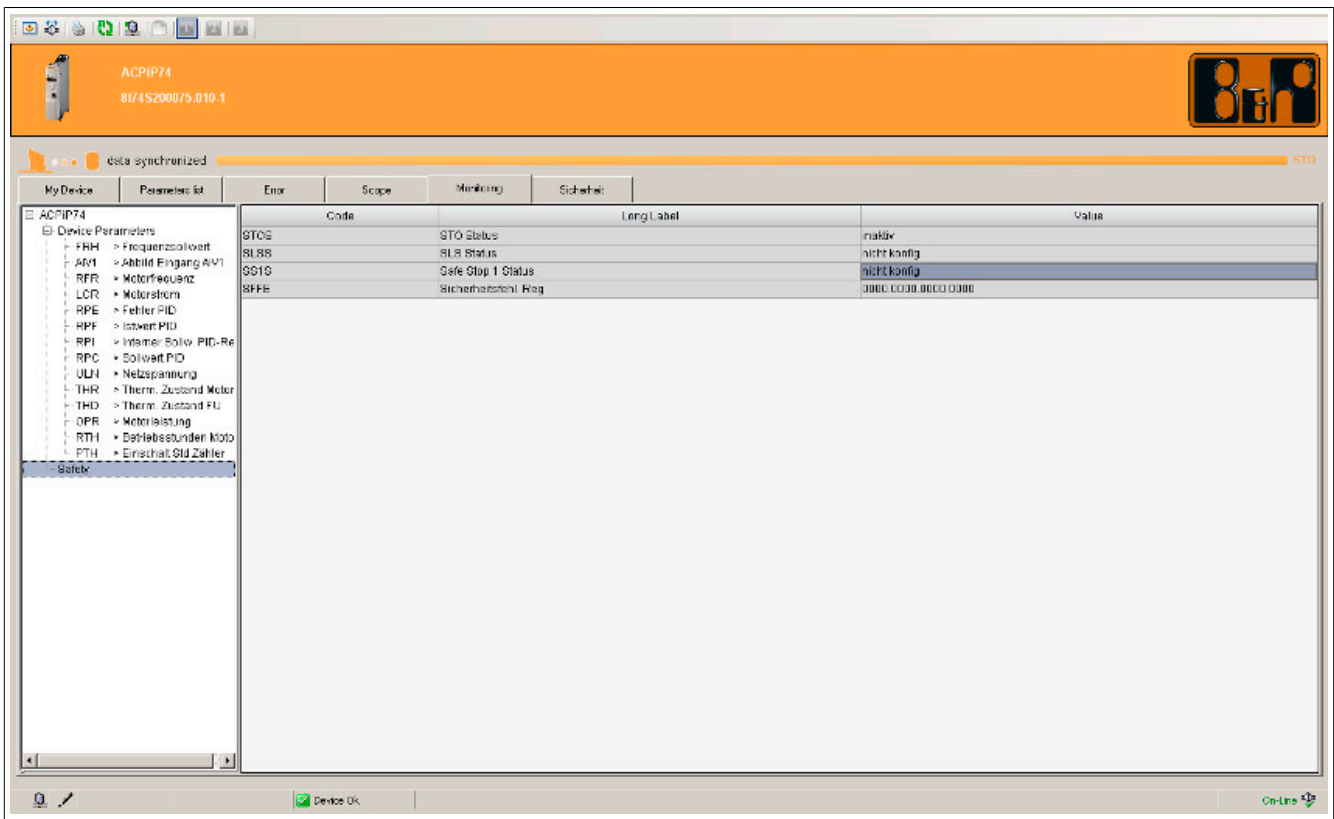 1 2 3
ACPIP74
8I74S200075.010-1
B&R
data synchronized STO
My Device Parameters list Error Scope Monitoring Sicherheit
ACPIP74
Device Parameters
FRH > Frequenzsollwert
AIV1 > Abbild Eingang AIV1
RFR > Motorfrequenz
LCR > Motorstrom
RPE > Fehler PID
RPF > Istwert PID
RPI > Interner Sollw. PID-Re
RPC > Sollwert PID
ULN > Netzspannung
THR > Therm. Zustand Motor
THD > Therm. Zustand FU
OPR > Motorleistung
RTH > Betriebsstunden Moto
PTH > Einschalt Std.Zähler
Safety
Code Long Label Value
STOS STO Status inaktiv
SLSS SLS Status nicht konfig
SS1S Safe Stop 1 Status nicht konfig
SFFE Sicherheitsfehl. Reg 0000.0000.0000.0000
Device Ok On-Line